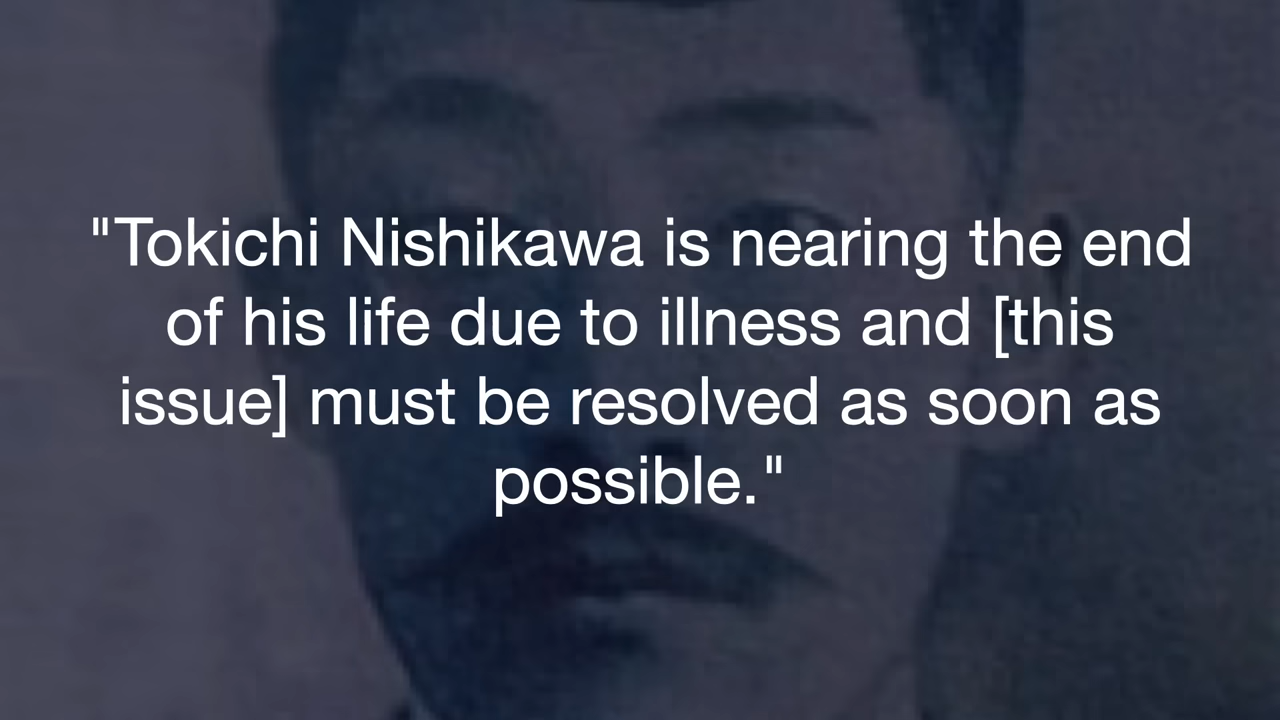 "Tokichi Nishikawa is nearing the end
of his life due to illness and [this
issue] must be resolved as soon as
possible."